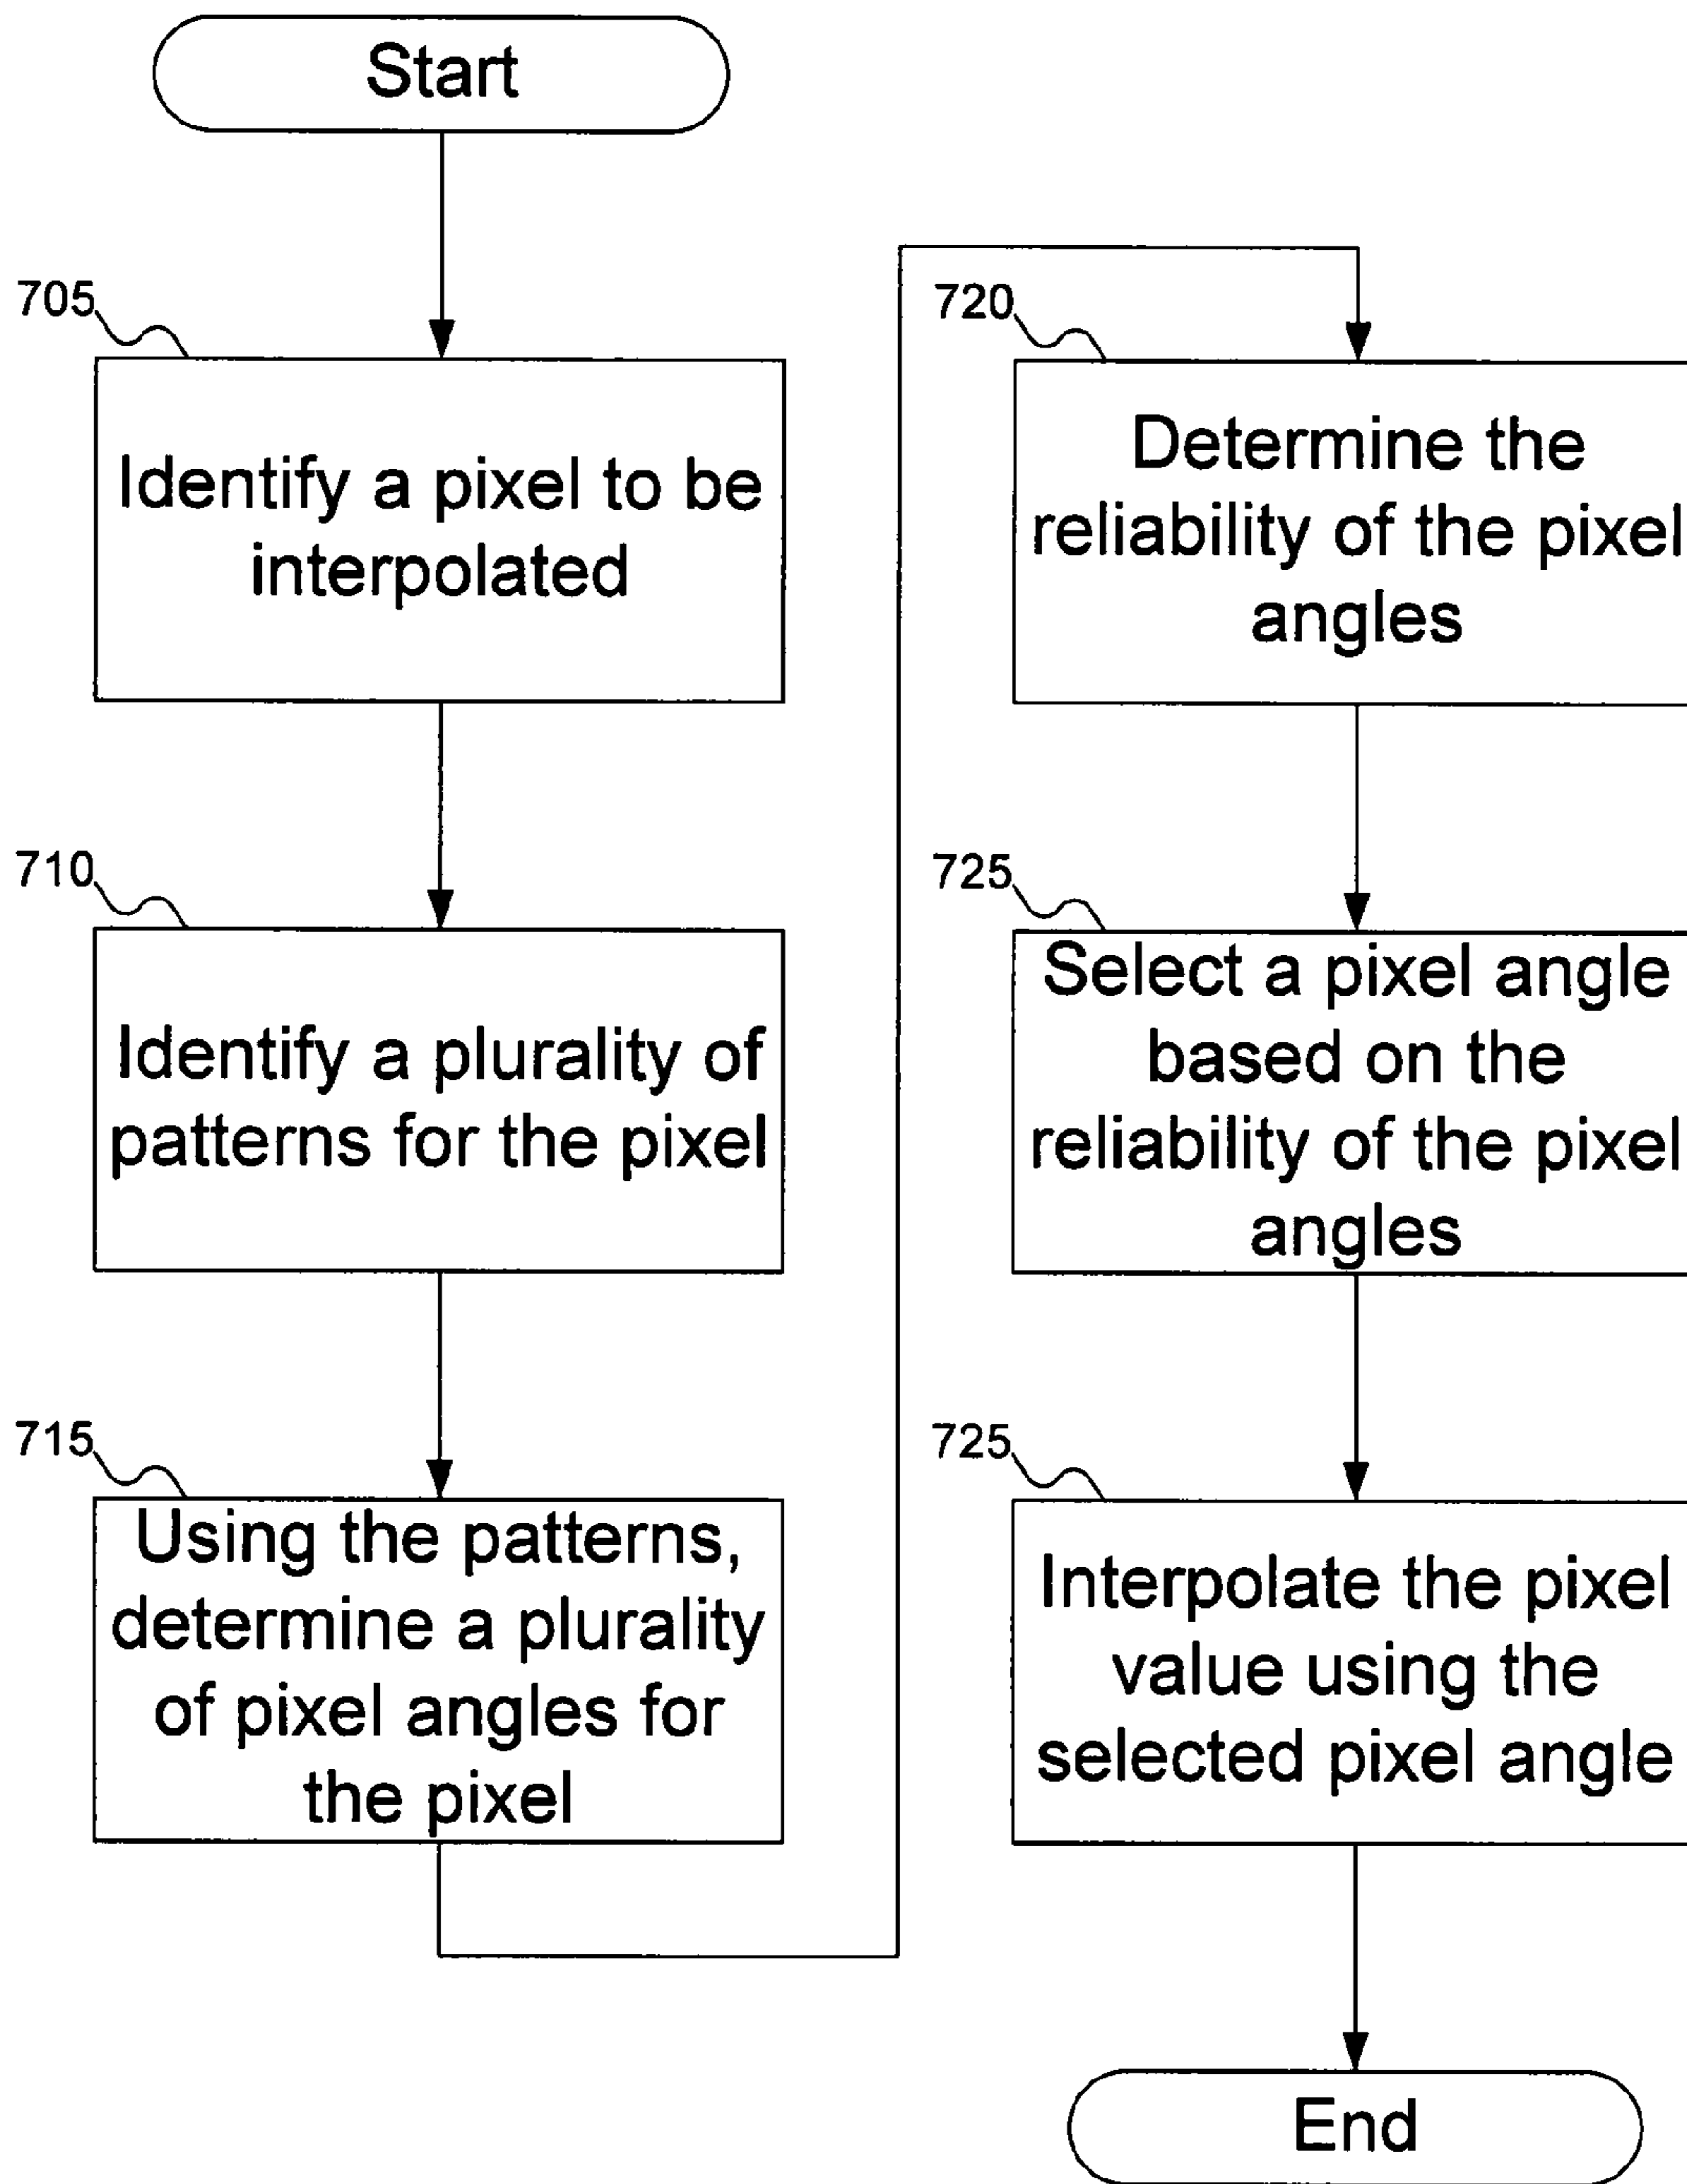 Start
705
Identify a pixel to be
interpolated
710
Identify a plurality of
patterns for the pixel
715
Using the patterns,
determine a plurality
of pixel angles for
the pixel
720
Determine the
reliability of the pixel
angles
725
Select a pixel angle
based on the
reliability of the pixel
angles
725
Interpolate the pixel
value using the
selected pixel angle
End